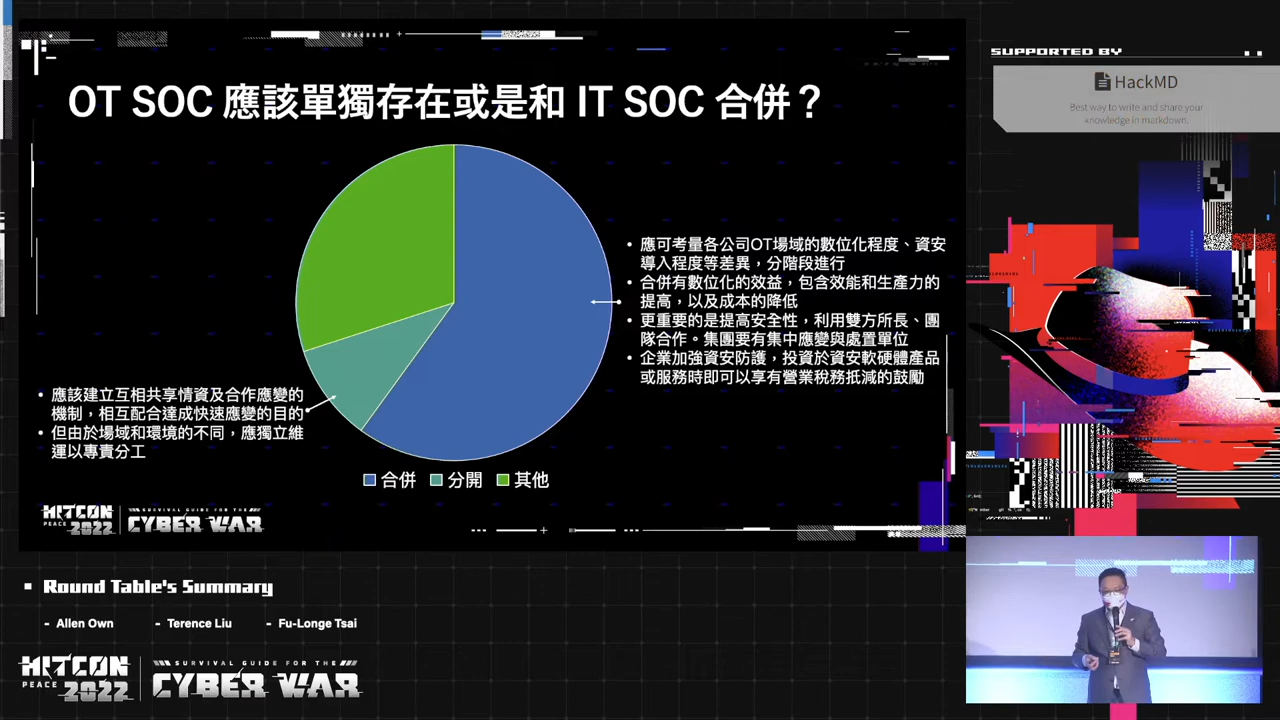 OT SOC 應該單獨存在或是和 IT SOC 合併？
• 應可考量各公司OT場域的數位化程度、資安
導入程度等差異，分階段進行
• 合併有數位化的效益，包含效能和生產力的
提高，以及成本的降低
• 更重要的是提高安全性，利用雙方所長、團
隊合作。集團要有集中應變與處置單位
• 企業加強資安防護，投資於資安軟硬體產品
或服務時即可以享有營業稅務抵減的鼓勵
• 應該建立互相共享情資及合作應變的
機制，相互配合達成快速應變的目的
• 但由於場域和環境的不同，應獨立維
運以專責分工
合併 分開 其他
HITCON
PEACE 2022
SURVIVAL GUIDE FOR THE
CYBER WAR
SUPPORTED BY
HackMD
Best way to write and share your
knowledge in markdown.
Round Table's Summary
- Allen Own - Terence Liu - Fu-Longe Tsai
HITCON
PEACE 2022
SURVIVAL GUIDE FOR THE
CYBER WAR